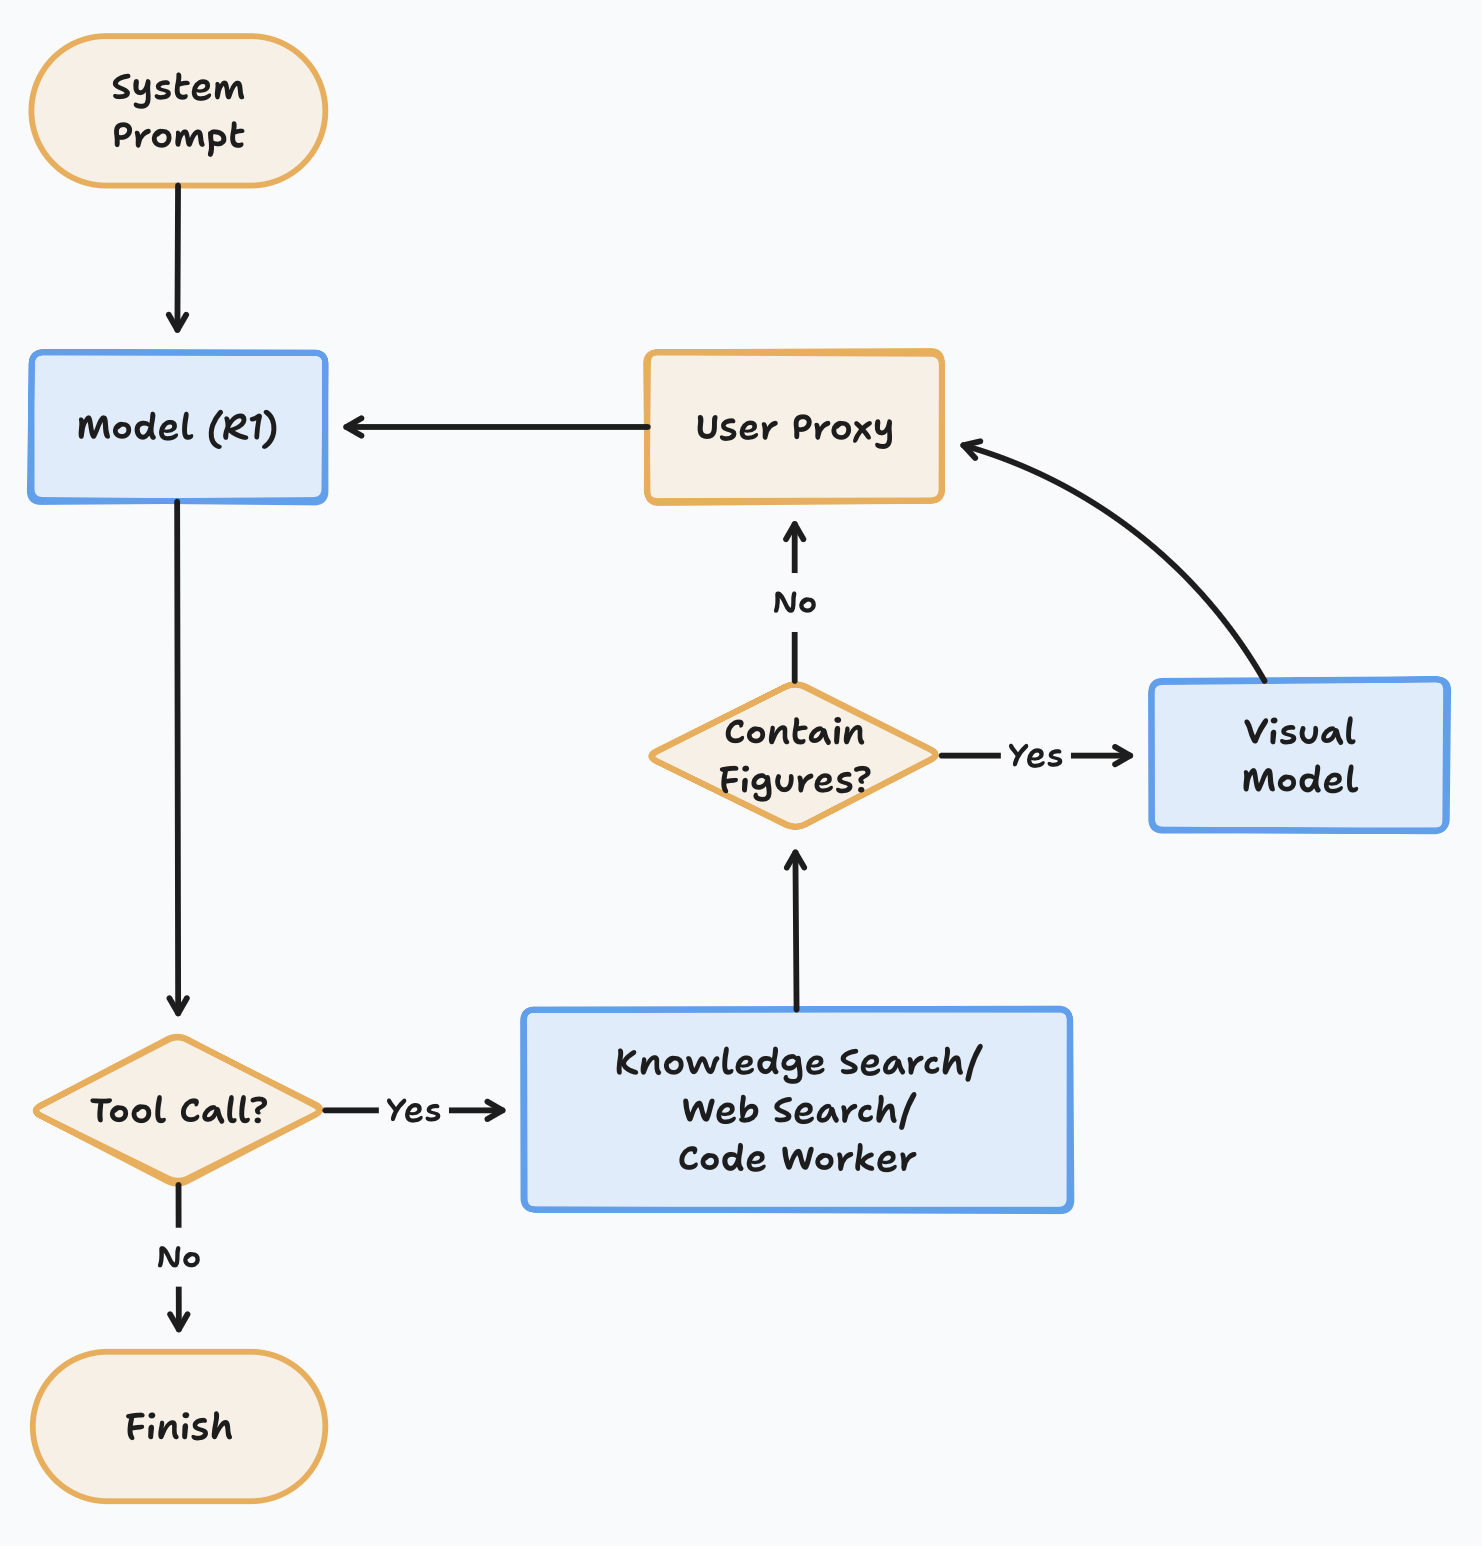 System
Prompt
Model (R1)
User Proxy
No
Contain
Figures?
Yes
Visual
Model
Tool Call?
Yes
Knowledge Search/
Web Search/
Code Worker
No
Finish